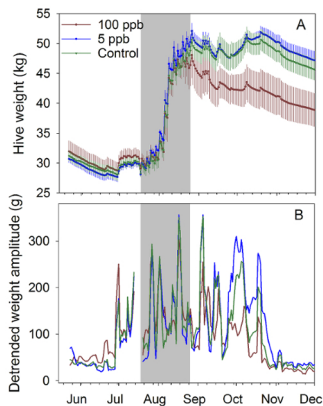 A
100 ppb
5 ppb
Control
Hive weight (kg)
55
50
45
40
35
30
25
B
Detrended weight amplitude (g)
300
200
100
0
Jun Jul Aug Sep Oct Nov Dec